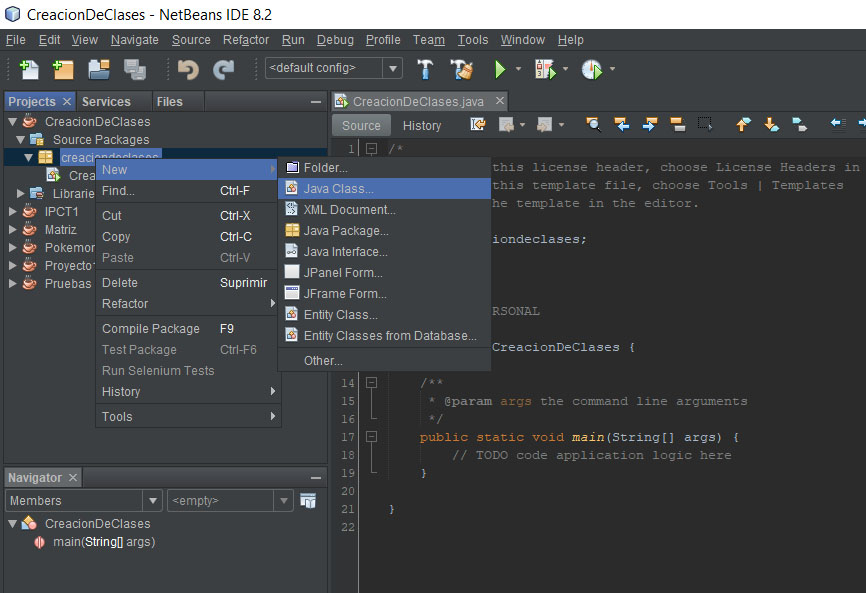 CreacionDeClases - NetBeans IDE 8.2
File Edit View Navigate Source Refactor Run Debug Profile Team Tools Window Help
<default config>
Projects Services Files
CreacionDeClases
Source Packages
creaciondeclases
Crea
Librarie
IPCT1
Matriz
Pokemor
Proyecto
Pruebas
New
Find... Ctrl-F
Cut Ctrl-X
Copy Ctrl-C
Paste Ctrl-V
Delete Suprimir
Refactor
Compile Package F9
Test Package Ctrl-F6
Run Selenium Tests
History
Tools
Folder...
Java Class...
XML Document...
Java Package...
Java Interface...
JPanel Form...
JFrame Form...
Entity Class...
Entity Classes from Database...
Other...
CreacionDeClases.java
Source History
1 /*
this license header, choose License Headers in
this template file, choose Tools | Templates
he template in the editor.
iondeclases;
RSONAL
CreacionDeClases {
14 /**
15 * @param args the command line arguments
16 */
17 public static void main(String[] args) {
18 // TODO code application logic here
19 }
20
21 }
22
Navigator
Members <empty>
CreacionDeClases
main(String[] args)